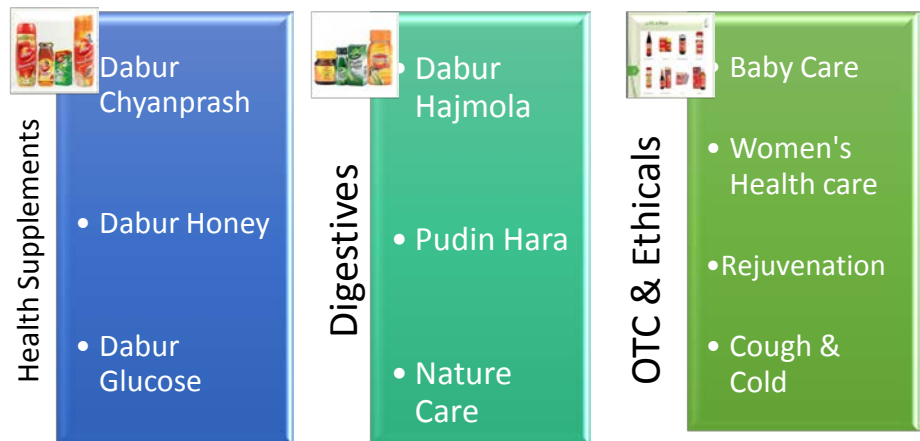 Health Supplements
Dabur
Chyanprash
• Dabur Honey
• Dabur
Glucose
Digestives
• Dabur
Hajmola
• Pudin Hara
• Nature
Care
OTC & Ethicals
• Baby Care
• Women's
Health care
•Rejuvenation
• Cough &
Cold